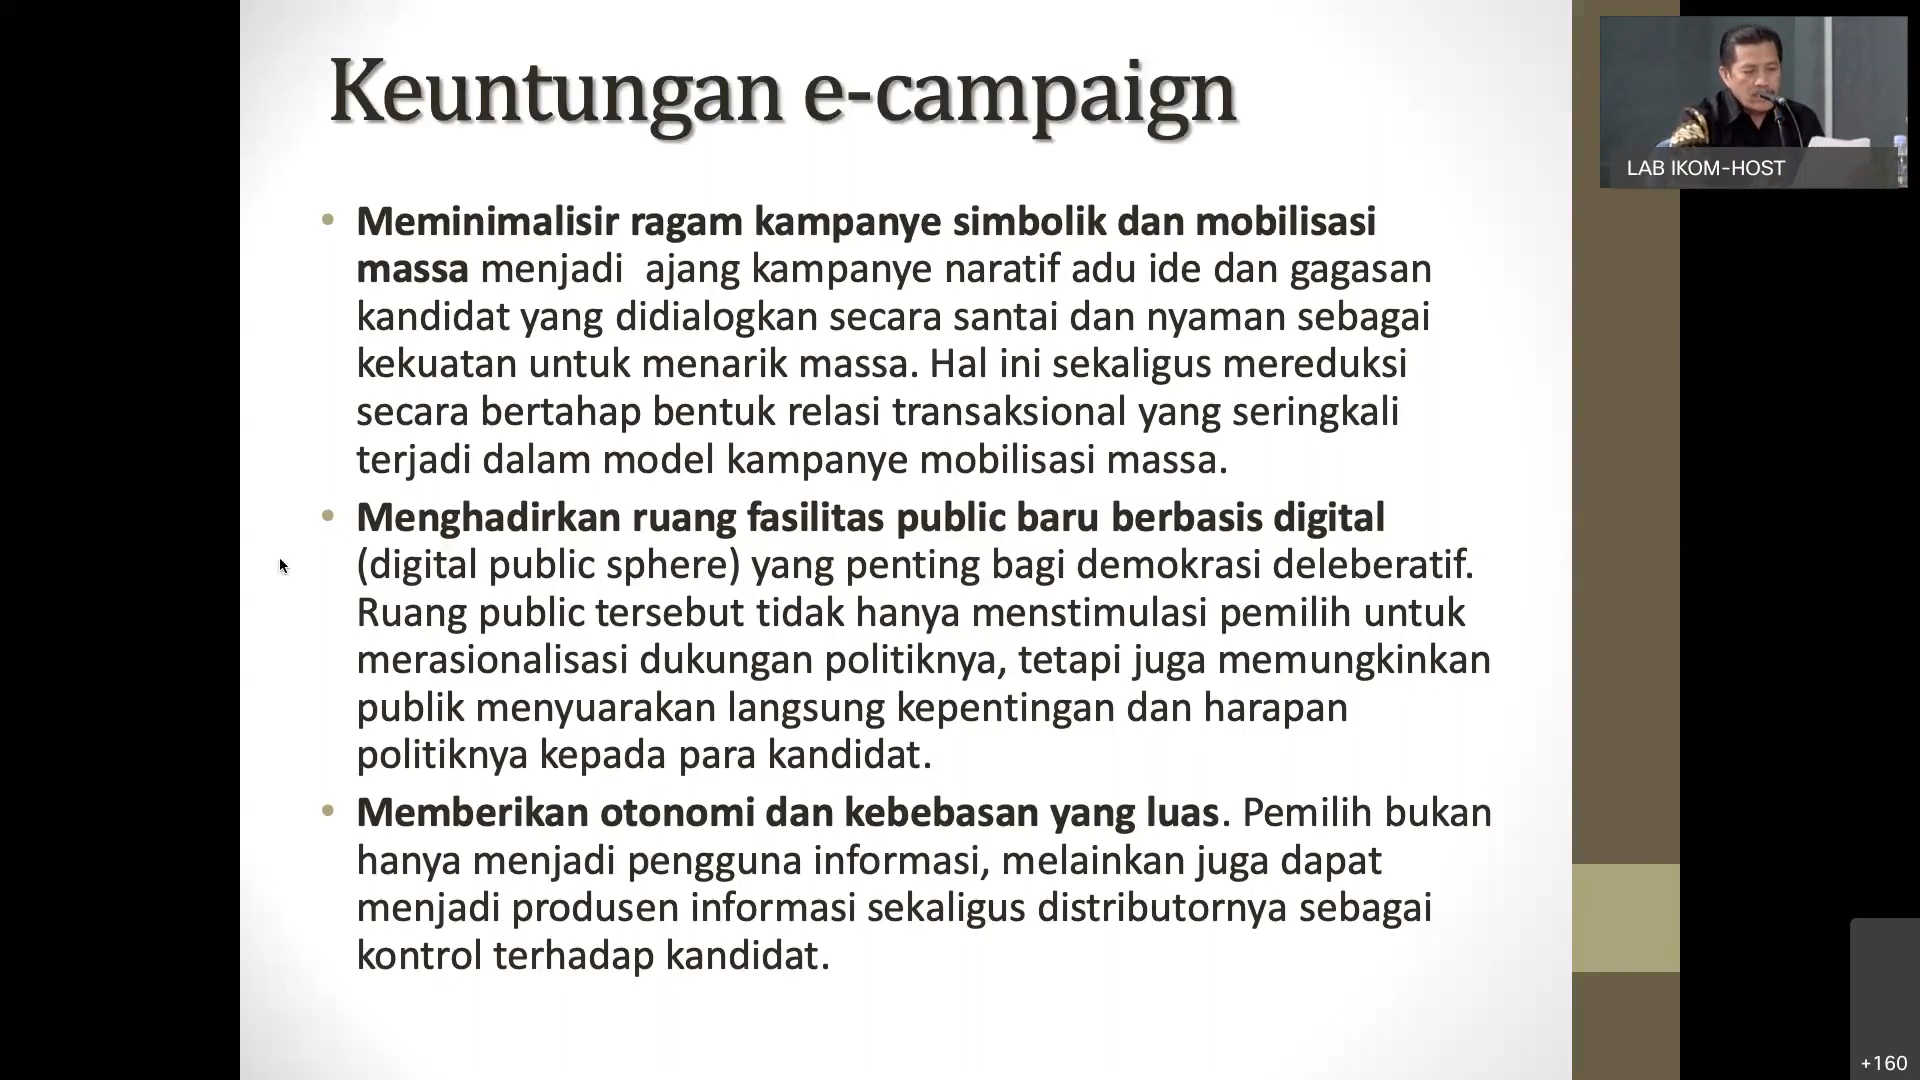 Keuntungan e-campaign
LAB IKOM-HOST
• Meminimalisir ragam kampanye simbolik dan mobilisasi
massa menjadi  ajang kampanye naratif adu ide dan gagasan
kandidat yang didialogkan secara santai dan nyaman sebagai
kekuatan untuk menarik massa. Hal ini sekaligus mereduksi
secara bertahap bentuk relasi transaksional yang seringkali
terjadi dalam model kampanye mobilisasi massa.
• Menghadirkan ruang fasilitas public baru berbasis digital
(digital public sphere) yang penting bagi demokrasi deleberatif.
Ruang public tersebut tidak hanya menstimulasi pemilih untuk
merasionalisasi dukungan politiknya, tetapi juga memungkinkan
publik menyuarakan langsung kepentingan dan harapan
politiknya kepada para kandidat.
• Memberikan otonomi dan kebebasan yang luas. Pemilih bukan
hanya menjadi pengguna informasi, melainkan juga dapat
menjadi produsen informasi sekaligus distributornya sebagai
kontrol terhadap kandidat.
+160